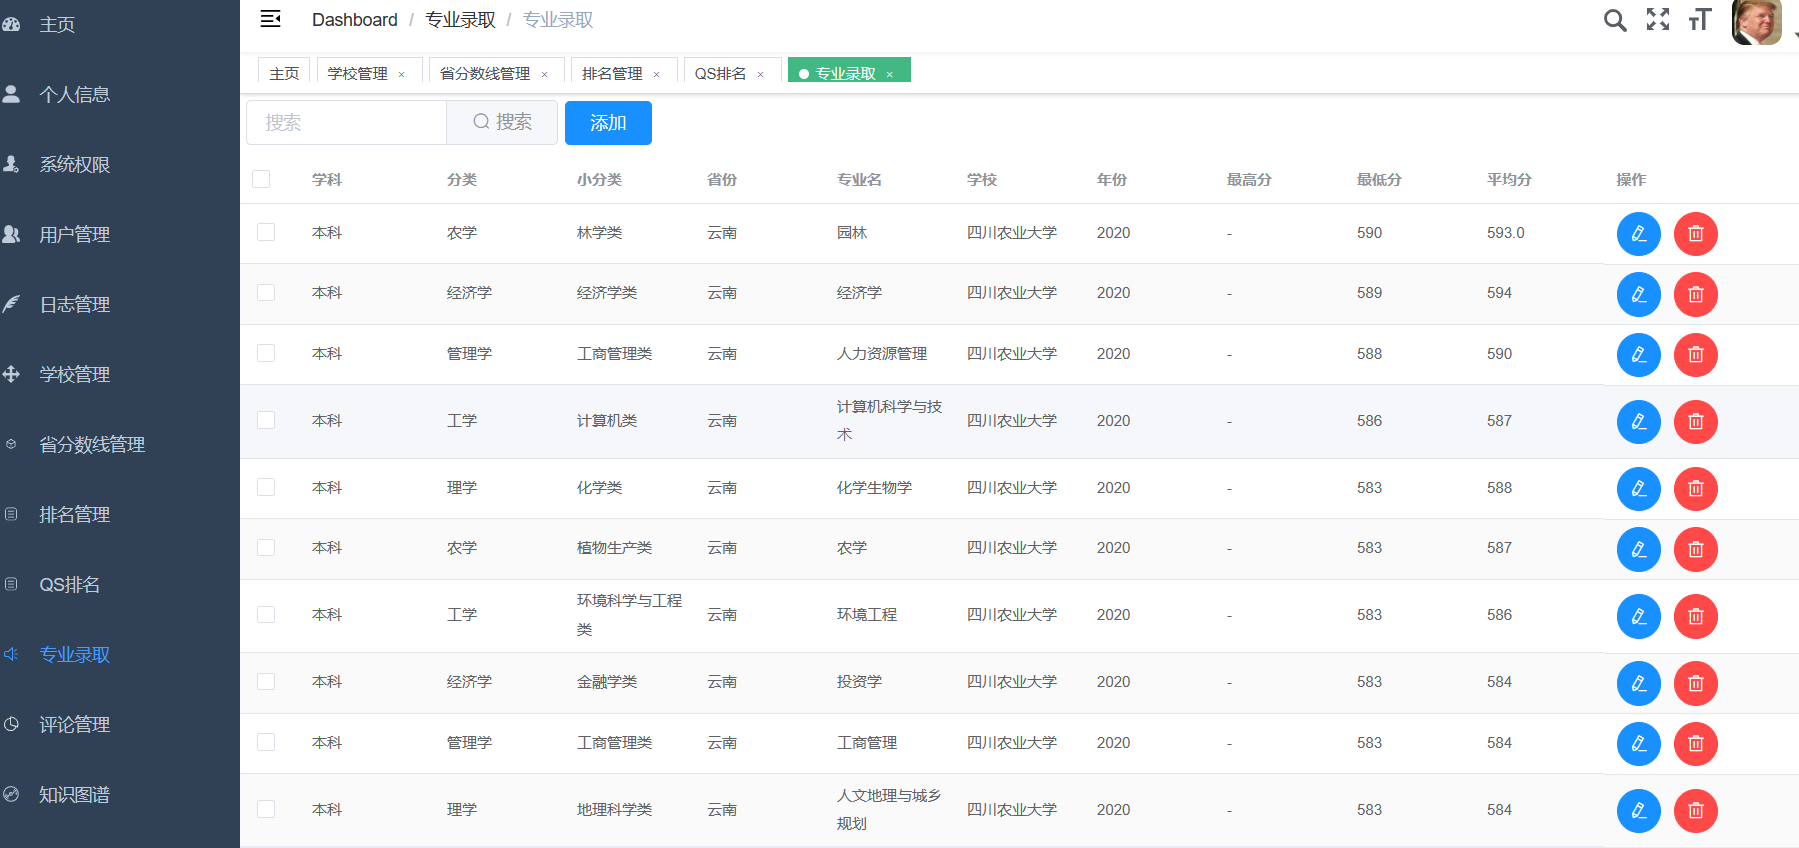 主页
个人信息
系统权限
用户管理
日志管理
学校管理
省分数线管理
排名管理
QS排名
专业录取
评论管理
知识图谱
Dashboard / 专业录取 / 专业录取
主页 学校管理 × 省分数线管理 × 排名管理 × QS排名 × 专业录取 ×
搜索 搜索 添加
学科 分类 小分类 省份 专业名 学校 年份 最高分 最低分 平均分 操作
本科 农学 林学类 云南 园林 四川农业大学 2020 - 590 593.0
本科 经济学 经济学类 云南 经济学 四川农业大学 2020 - 589 594
本科 管理学 工商管理类 云南 人力资源管理 四川农业大学 2020 - 588 590
本科 工学 计算机类 云南 计算机科学与技 四川农业大学 2020 - 586 587
术
本科 理学 化学类 云南 化学生物学 四川农业大学 2020 - 583 588
本科 农学 植物生产类 云南 农学 四川农业大学 2020 - 583 587
本科 工学 环境科学与工程 云南 环境工程 四川农业大学 2020 - 583 586
类
本科 经济学 金融学类 云南 投资学 四川农业大学 2020 - 583 584
本科 管理学 工商管理类 云南 工商管理 四川农业大学 2020 - 583 584
本科 理学 地理科学类 云南 人文地理与城乡 四川农业大学 2020 - 583 584
规划